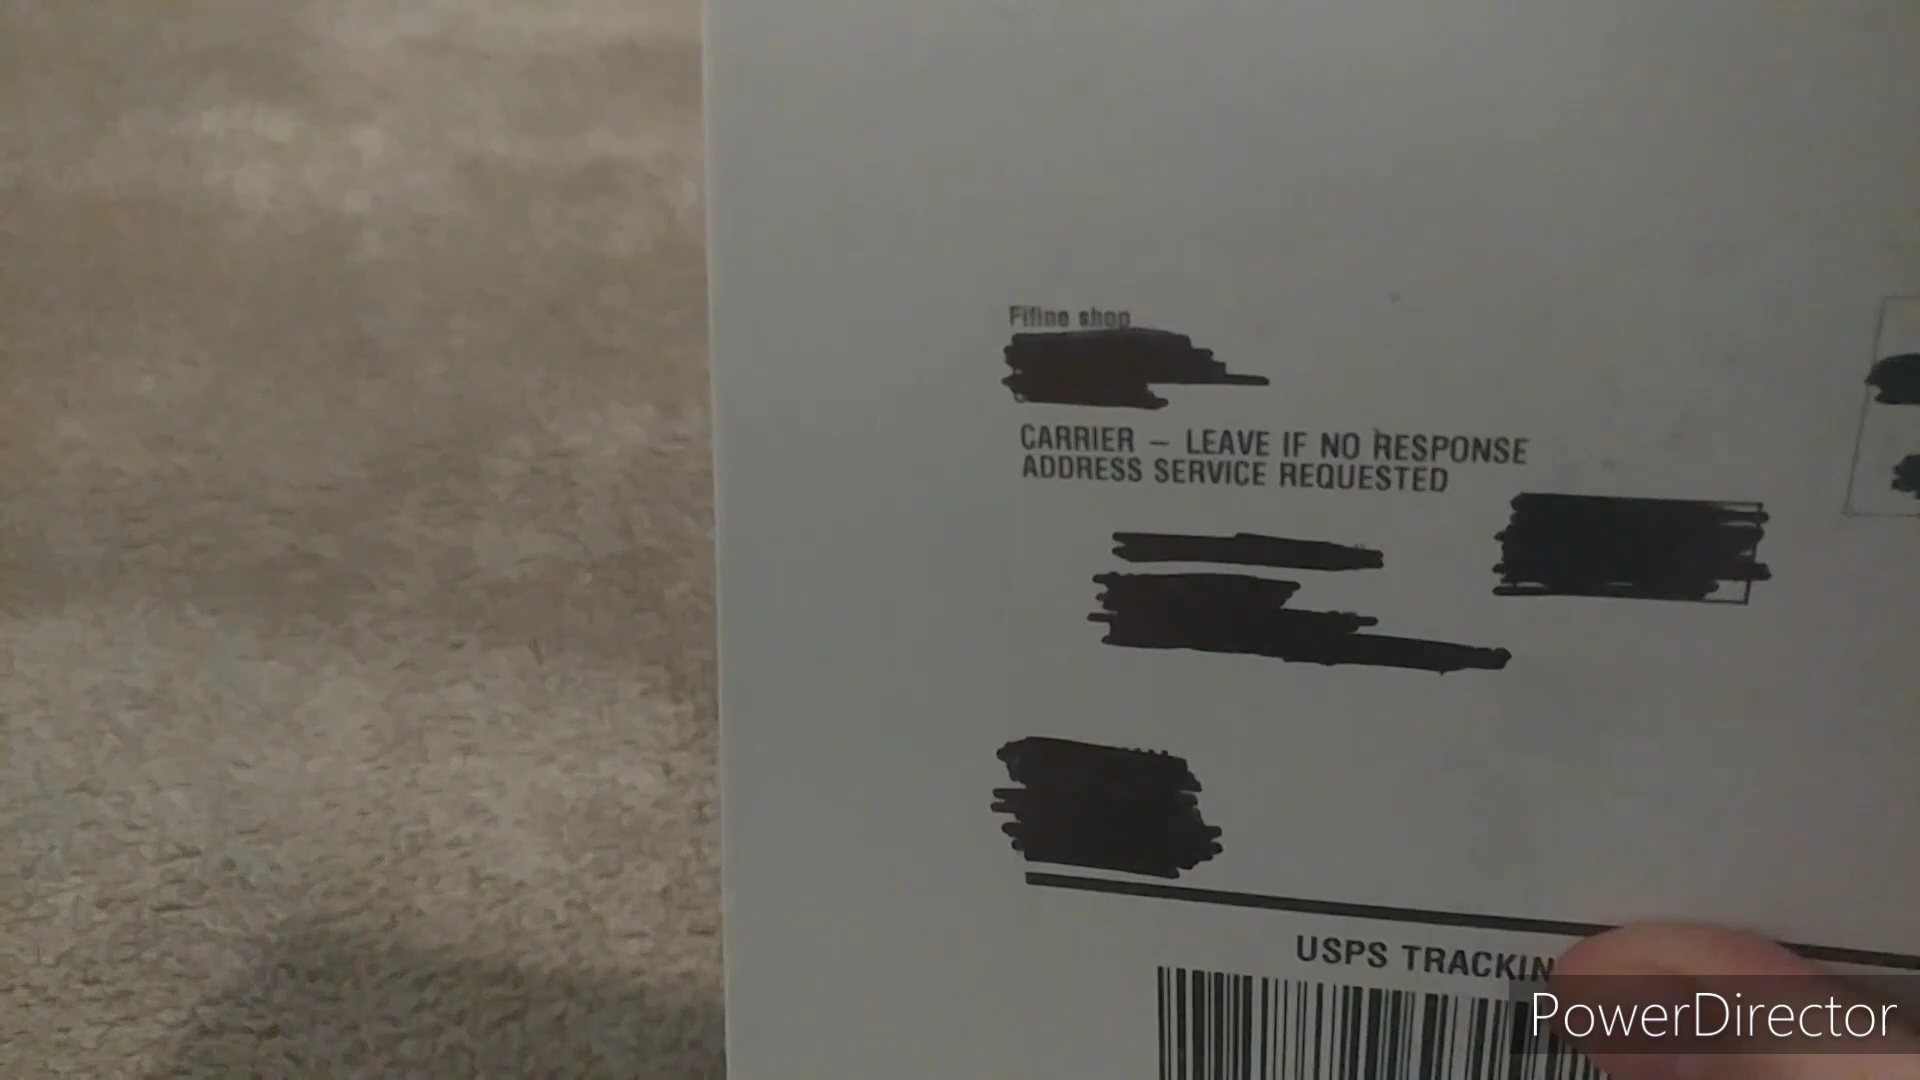 Fifine shop
CARRIER – LEAVE IF NO RESPONSE
ADDRESS SERVICE REQUESTED
USPS TRACKIN
PowerDirector